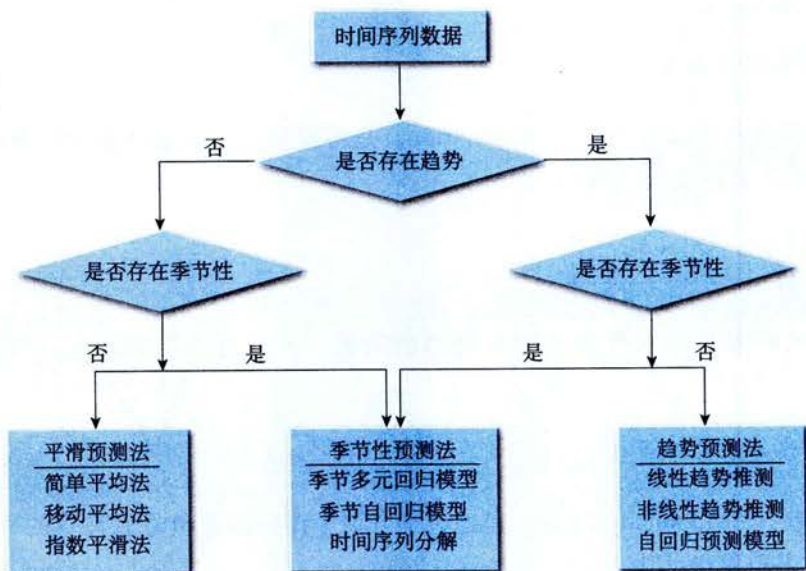 时间序列数据
否
是否存在趋势
是
是否存在季节性
是否存在季节性
否
是
是
否
平滑预测法
简单平均法
移动平均法
指数平滑法
季节性预测法
季节多元回归模型
季节自回归模型
时间序列分解
趋势预测法
线性趋势推测
非线性趋势推测
自回归预测模型